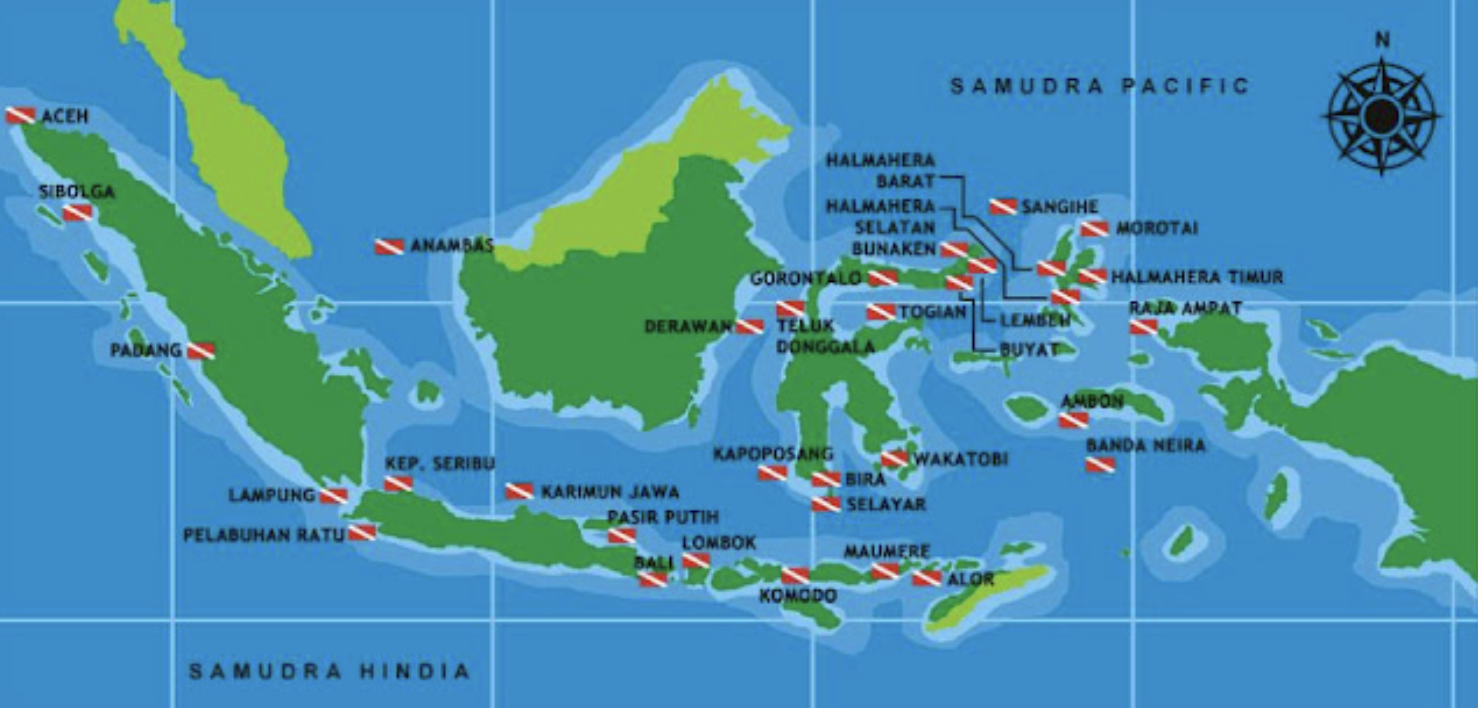 N
SAMUDRA PACIFIC
ACEH
HALMAHERA
BARAT
SIBOLGA
HALMAHERA
SELATAN
SANGIHE
MOROTAI
ANAMBAS
BUNAKEN
GORONTALO
HALMAHERA TIMUR
TOGIAN
LEMBEH
RAJA AMPAT
DERAWAN
TELUK
DONGGALA
BUYAT
PADANG
AMBON
BANDA NEIRA
KAPOPOSANG
WAKATOBI
KEP. SERIBU
BIRA
LAMPUNG
KARIMUN JAWA
SELAYAR
PASIR PUTIH
PELABUHAN RATU
LOMBOK
MAUMERE
BALI
ALOR
KOMODO
SAMUDRA HINDIA